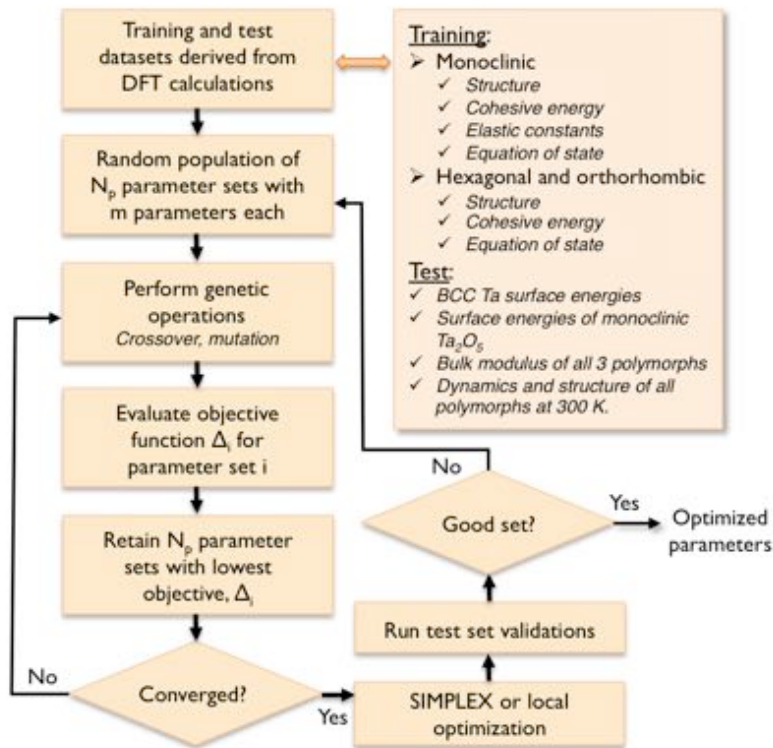 Training and test
datasets derived from
DFT calculations
Training:
➢ Monoclinic
✓ Structure
✓ Cohesive energy
✓ Elastic constants
✓ Equation of state
➢ Hexagonal and orthorhombic
✓ Structure
✓ Cohesive energy
✓ Equation of state
Test:
✓ BCC Ta surface energies
✓ Surface energies of monoclinic
Ta₂O₅
✓ Bulk modulus of all 3 polymorphs
✓ Dynamics and structure of all
polymorphs at 300 K.
Random population of
Nₚ parameter sets with
m parameters each
Perform genetic
operations
Crossover, mutation
Evaluate objective
function Δᵢ for
parameter set i
Retain Nₚ parameter
sets with lowest
objective, Δᵢ
Converged?
No
Yes
SIMPLEX or local
optimization
Run test set validations
Good set?
No
Yes
Optimized
parameters